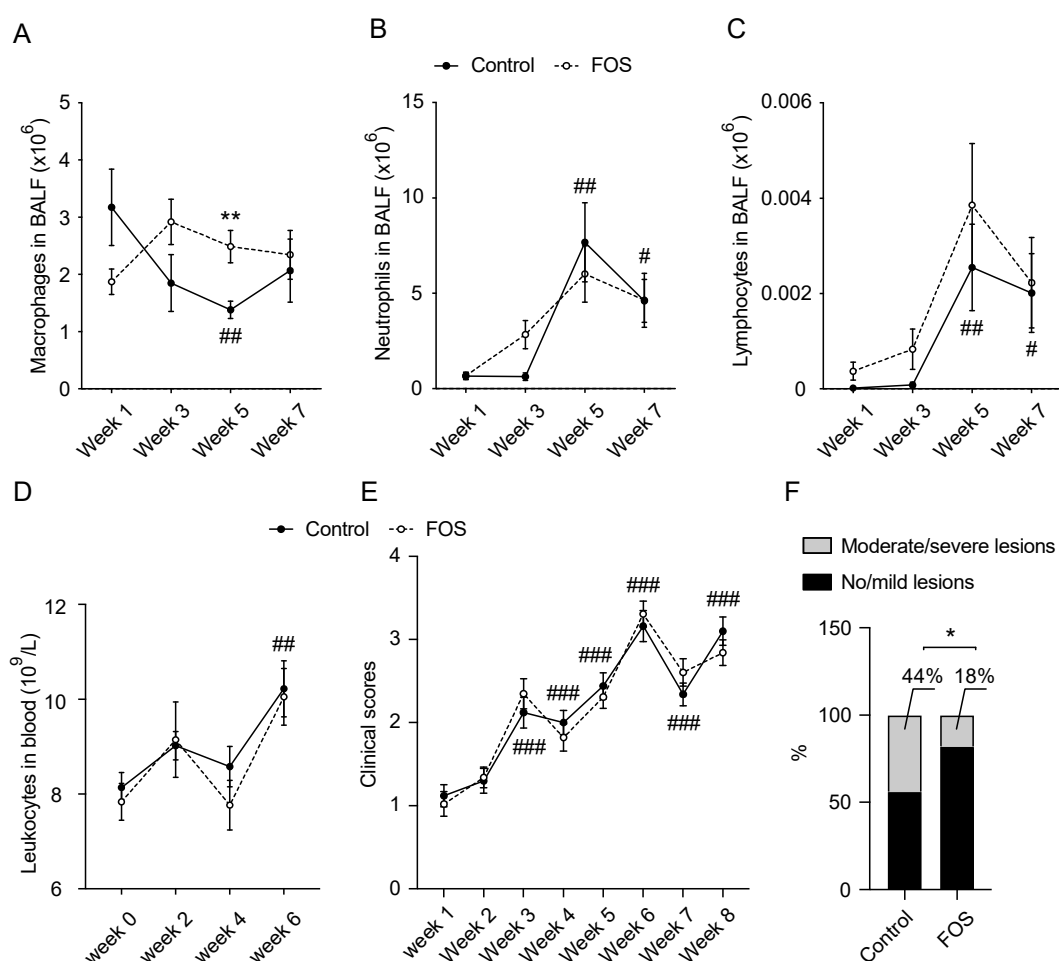 A
B
C
Control FOS
Macrophages in BALF (x10^6)
5
4
3
2
1
0
**
##
Week 1 Week 3 Week 5 Week 7
Neutrophils in BALF (x10^6)
15
10
5
0
##
#
Week 1 Week 3 Week 5 Week 7
Lymphocytes in BALF (x10^6)
0.006
0.004
0.002
0
##
#
Week 1 Week 3 Week 5 Week 7
D
E
F
Control FOS
Leukocytes in blood (10^9/L)
12
10
8
6
##
week 0 week 2 week 4 week 6
Clinical scores
4
3
2
1
0
###
###
###
###
###
###
week 1 Week 2 Week 3 Week 4 Week 5 Week 6 Week 7 Week 8
Moderate/severe lesions
No/mild lesions
%
150
100
50
0
*
44% 18%
Control FOS